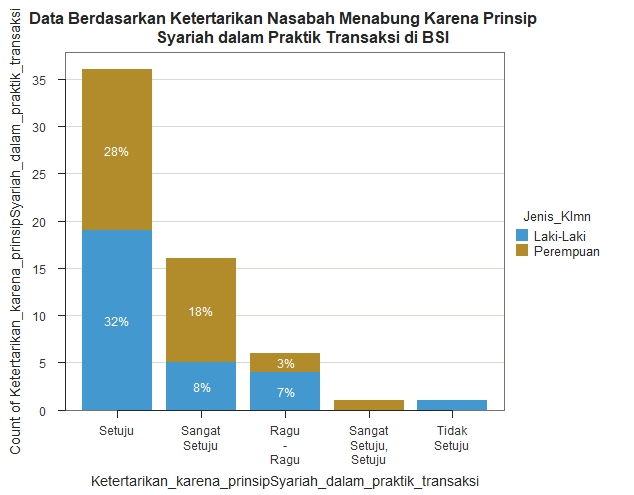 Data Berdasarkan Ketertarikan Nasabah Menabung Karena Prinsip
Syariah dalam Praktik Transaksi di BSI
Count of Ketertarikan_karena_prinsipSyariah_dalam_praktik_transaksi
35
30
25
20
15
10
5
0
28%
32%
18%
8%
3%
7%
Setuju
Sangat
Setuju
Ragu
-
Ragu
Sangat
Setuju,
Setuju
Tidak
Setuju
Ketertarikan_karena_prinsipSyariah_dalam_praktik_transaksi
Jenis_Klmn
Laki-Laki
Perempuan